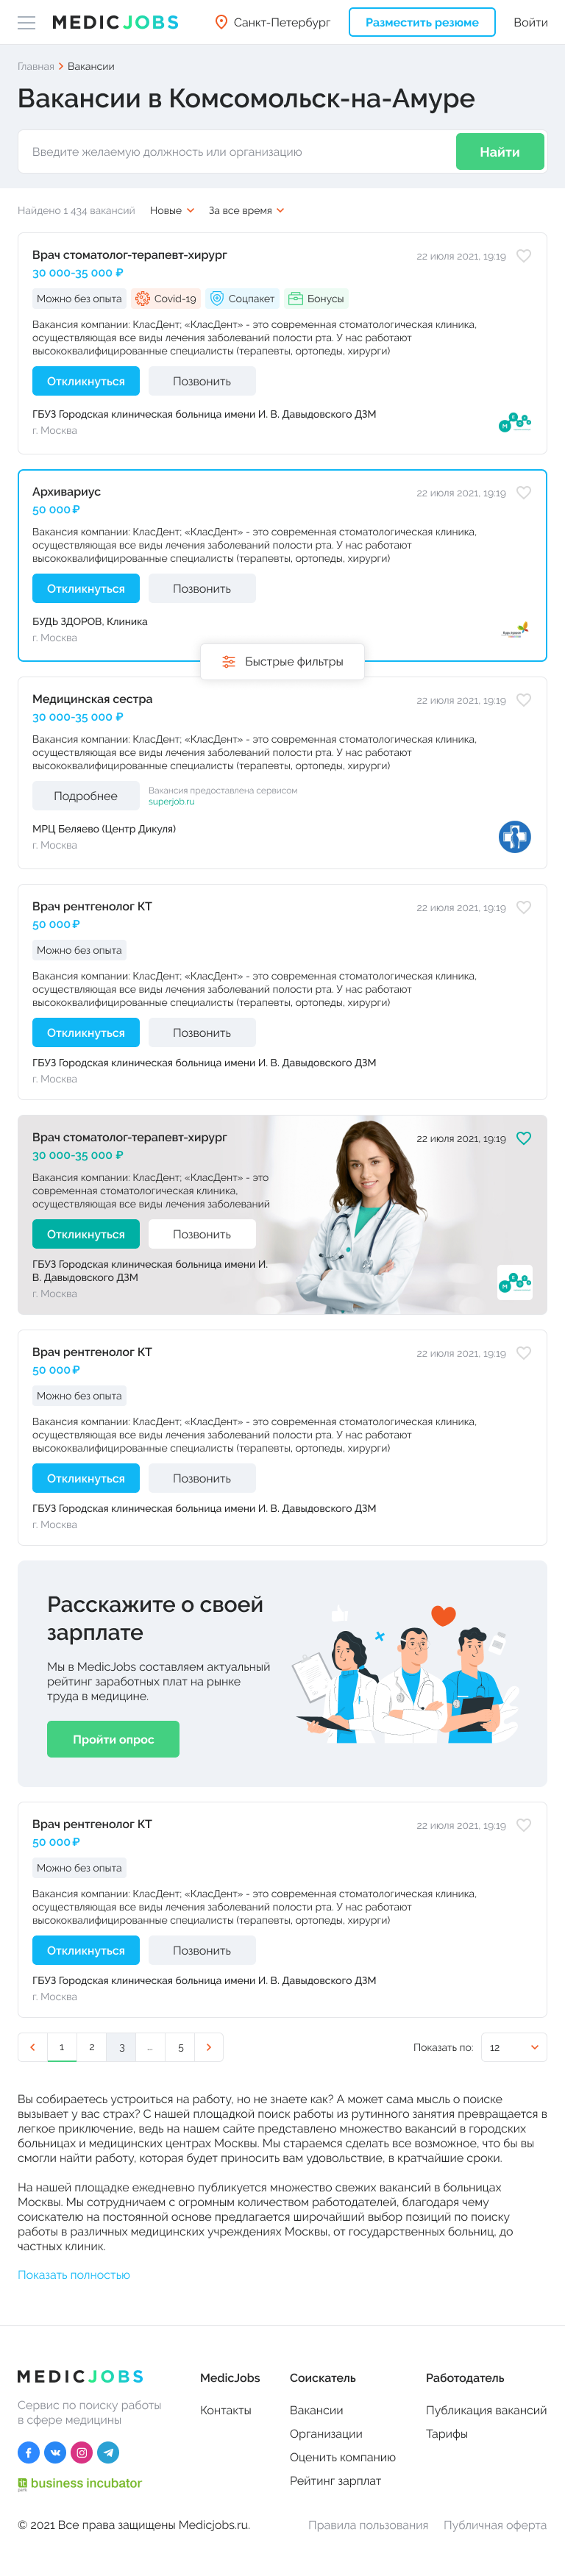 MEDICJOBS
Санкт-Петербург
Разместить резюме
Войти
Главная > Вакансии
Вакансии в Комсомольск-на-Амуре
Введите желаемую должность или организацию
Найти
Найдено 1 434 вакансий
Новые
За все время
Врач стоматолог-терапевт-хирург
22 июля 2021, 19:19
30 000-35 000 ₽
Можно без опыта
Covid-19
Соцпакет
Бонусы
Вакансия компании: КласДент; «КласДент» - это современная стоматологическая клиника,
осуществляющая все виды лечения заболеваний полости рта. У нас работают
высококвалифицированные специалисты (терапевты, ортопеды, хирурги)
Откликнуться
Позвонить
ГБУЗ Городская клиническая больница имени И. В. Давыдовского ДЗМ
г. Москва
Архивариус
22 июля 2021, 19:19
50 000 ₽
Вакансия компании: КласДент; «КласДент» - это современная стоматологическая клиника,
осуществляющая все виды лечения заболеваний полости рта. У нас работают
высококвалифицированные специалисты (терапевты, ортопеды, хирурги)
Откликнуться
Позвонить
БУДЬ ЗДОРОВ, Клиника
г. Москва
Быстрые фильтры
Медицинская сестра
22 июля 2021, 19:19
30 000-35 000 ₽
Вакансия компании: КласДент; «КласДент» - это современная стоматологическая клиника,
осуществляющая все виды лечения заболеваний полости рта. У нас работают
высококвалифицированные специалисты (терапевты, ортопеды, хирурги)
Подробнее
Вакансия предоставлена сервисом
superjob.ru
МРЦ Беляево (Центр Дикуля)
г. Москва
Врач рентгенолог КТ
22 июля 2021, 19:19
50 000 ₽
Можно без опыта
Вакансия компании: КласДент; «КласДент» - это современная стоматологическая клиника,
осуществляющая все виды лечения заболеваний полости рта. У нас работают
высококвалифицированные специалисты (терапевты, ортопеды, хирурги)
Откликнуться
Позвонить
ГБУЗ Городская клиническая больница имени И. В. Давыдовского ДЗМ
г. Москва
Врач стоматолог-терапевт-хирург
22 июля 2021, 19:19
30 000-35 000 ₽
Вакансия компании: КласДент; «КласДент» - это
современная стоматологическая клиника,
осуществляющая все виды лечения заболеваний
Откликнуться
Позвонить
ГБУЗ Городская клиническая больница имени И.
В. Давыдовского ДЗМ
г. Москва
Врач рентгенолог КТ
22 июля 2021, 19:19
50 000 ₽
Можно без опыта
Вакансия компании: КласДент; «КласДент» - это современная стоматологическая клиника,
осуществляющая все виды лечения заболеваний полости рта. У нас работают
высококвалифицированные специалисты (терапевты, ортопеды, хирурги)
Откликнуться
Позвонить
ГБУЗ Городская клиническая больница имени И. В. Давыдовского ДЗМ
г. Москва
Расскажите о своей
зарплате
Мы в MedicJobs составляем актуальный
рейтинг заработных плат на рынке
труда в медицине.
Пройти опрос
Врач рентгенолог КТ
22 июля 2021, 19:19
50 000 ₽
Можно без опыта
Вакансия компании: КласДент; «КласДент» - это современная стоматологическая клиника,
осуществляющая все виды лечения заболеваний полости рта. У нас работают
высококвалифицированные специалисты (терапевты, ортопеды, хирурги)
Откликнуться
Позвонить
ГБУЗ Городская клиническая больница имени И. В. Давыдовского ДЗМ
г. Москва
1 2 3 ... 5
Показать по: 12
Вы собираетесь устроиться на работу, но не знаете как? А может сама мысль о поиске
вызывает у вас страх? С нашей площадкой поиск работы из рутинного занятия превращается в
легкое приключение, ведь на нашем сайте представлено множество вакансий в городских
больницах и медицинских центрах Москвы. Мы стараемся сделать все возможное, что бы вы
смогли найти работу, которая будет приносить вам удовольствие, в кратчайшие сроки.
На нашей площадке ежедневно публикуется множество свежих вакансий в больницах
Москвы. Мы сотрудничаем с огромным количеством работодателей, благодаря чему
соискателю на постоянной основе предлагается широчайший выбор позиций по поиску
работы в различных медицинских учреждениях Москвы, от государственных больниц, до
частных клиник.
Показать полностью
MEDICJOBS
Сервис по поиску работы
в сфере медицины
business incubator
MedicJobs
Контакты
Соискатель
Вакансии
Организации
Оценить компанию
Рейтинг зарплат
Работодатель
Публикация вакансий
Тарифы
© 2021 Все права защищены Medicjobs.ru.
Правила пользования
Публичная оферта